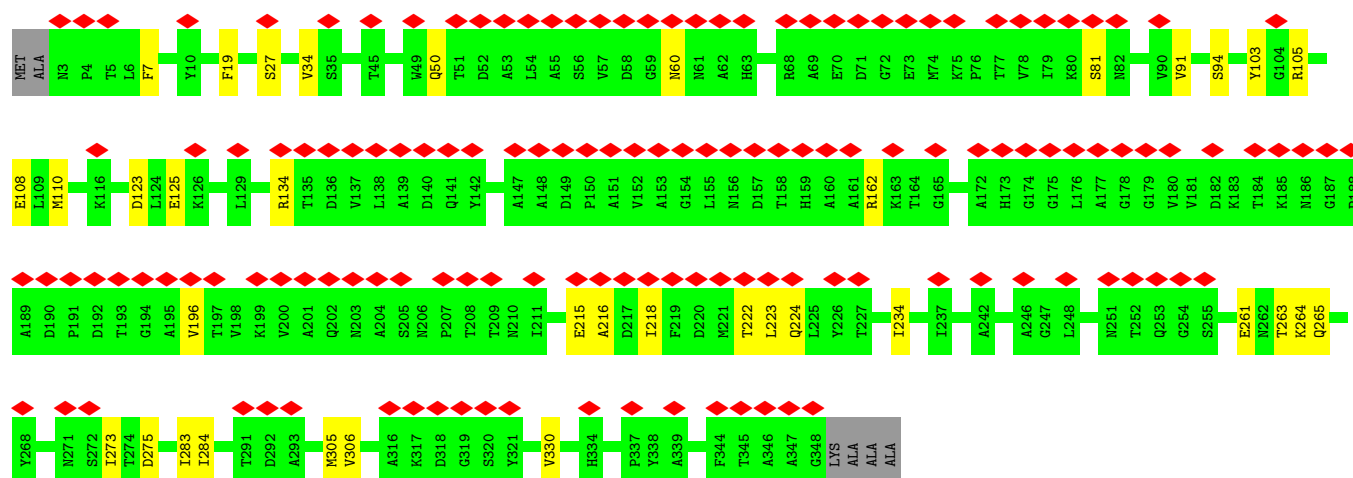 MET ALA N3 P4 T5 L6 F7 Y10 F19 S27 V34 S35 T45 W49 Q50 T51 D52 A53 L54 A55 S56 V57 D58 G59 N60 N61 A62 H63 R68 A69 E70 D71 G72 E73 M74 K75 P76 T77 V78 I79 K80 S81 N82 V90 V91 S94 Y103 G104 R105
E108 L109 M110 K116 D123 L124 E125 K126 L129 R134 T135 D136 V137 L138 A139 D140 Q141 Y142 A147 A148 D149 P150 A151 V152 A153 G154 L155 N156 D157 T158 H159 A160 A161 R162 K163 T164 G165 A172 H173 G174 G175 L176 A177 G178 G179 V180 V181 D182 K183 T184 K185 N186 G187
A189 D190 P191 D192 T193 G194 A195 V196 T197 V198 K199 V200 A201 Q202 N203 A204 S205 N206 P207 T208 T209 N210 I211 E215 A216 D217 I218 F219 D220 M221 T222 L223 Q224 L225 Y226 T227 I234 I237 A242 A246 G247 L248 N251 T252 Q253 G254 S255 E261 N262 T263 K264 Q265
Y268 N271 S272 I273 T274 D275 I283 I284 T291 D292 A293 M305 V306 A316 K317 D318 G319 S320 Y321 V330 H334 P337 Y338 A339 F344 T345 A346 A347 G348 LYS ALA ALA ALA